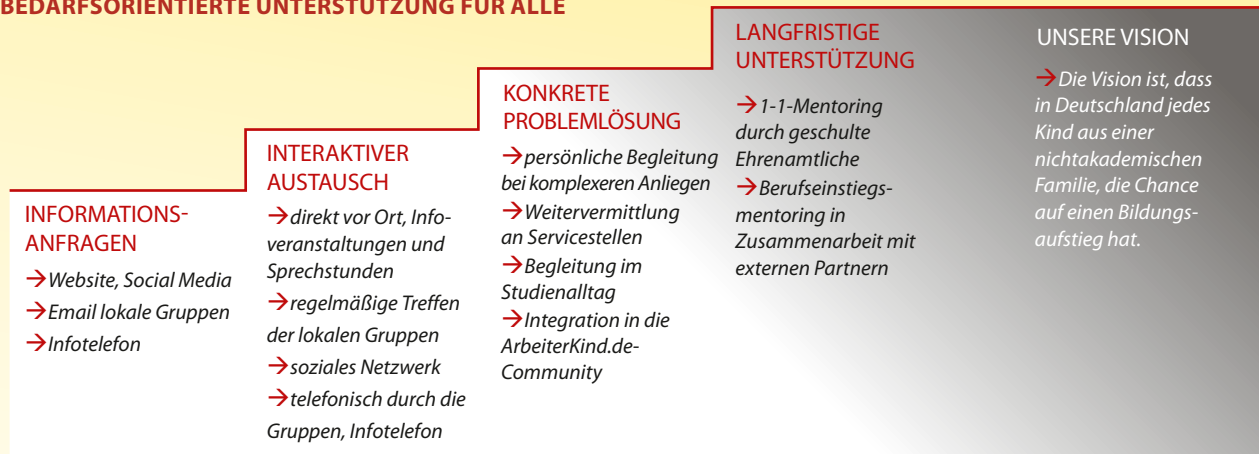 BEDARFSORIENTIERTE UNTERSTÜTZUNG FÜR ALLE
INFORMATIONS-
ANFRAGEN
→Website, Social Media
→Email lokale Gruppen
→Infotelefon
INTERAKTIVER
AUSTAUSCH
→direkt vor Ort, Info-
veranstaltungen und
Sprechstunden
→regelmäßige Treffen
der lokalen Gruppen
→soziales Netzwerk
→telefonisch durch die
Gruppen, Infotelefon
KONKRETE
PROBLEMLÖSUNG
→persönliche Begleitung
bei komplexeren Anliegen
→Weitervermittlung
an Servicestellen
→Begleitung im
Studienalltag
→Integration in die
ArbeiterKind.de-
Community
LANGFRISTIGE
UNTERSTÜTZUNG
→1-1-Mentoring
durch geschulte
Ehrenamtliche
→Berufseinstiegs-
mentoring in
Zusammenarbeit mit
externen Partnern
UNSERE VISION
→Die Vision ist, dass
in Deutschland jedes
Kind aus einer
nichtakademischen
Familie, die Chance
auf einen Bildungs-
aufstieg hat.